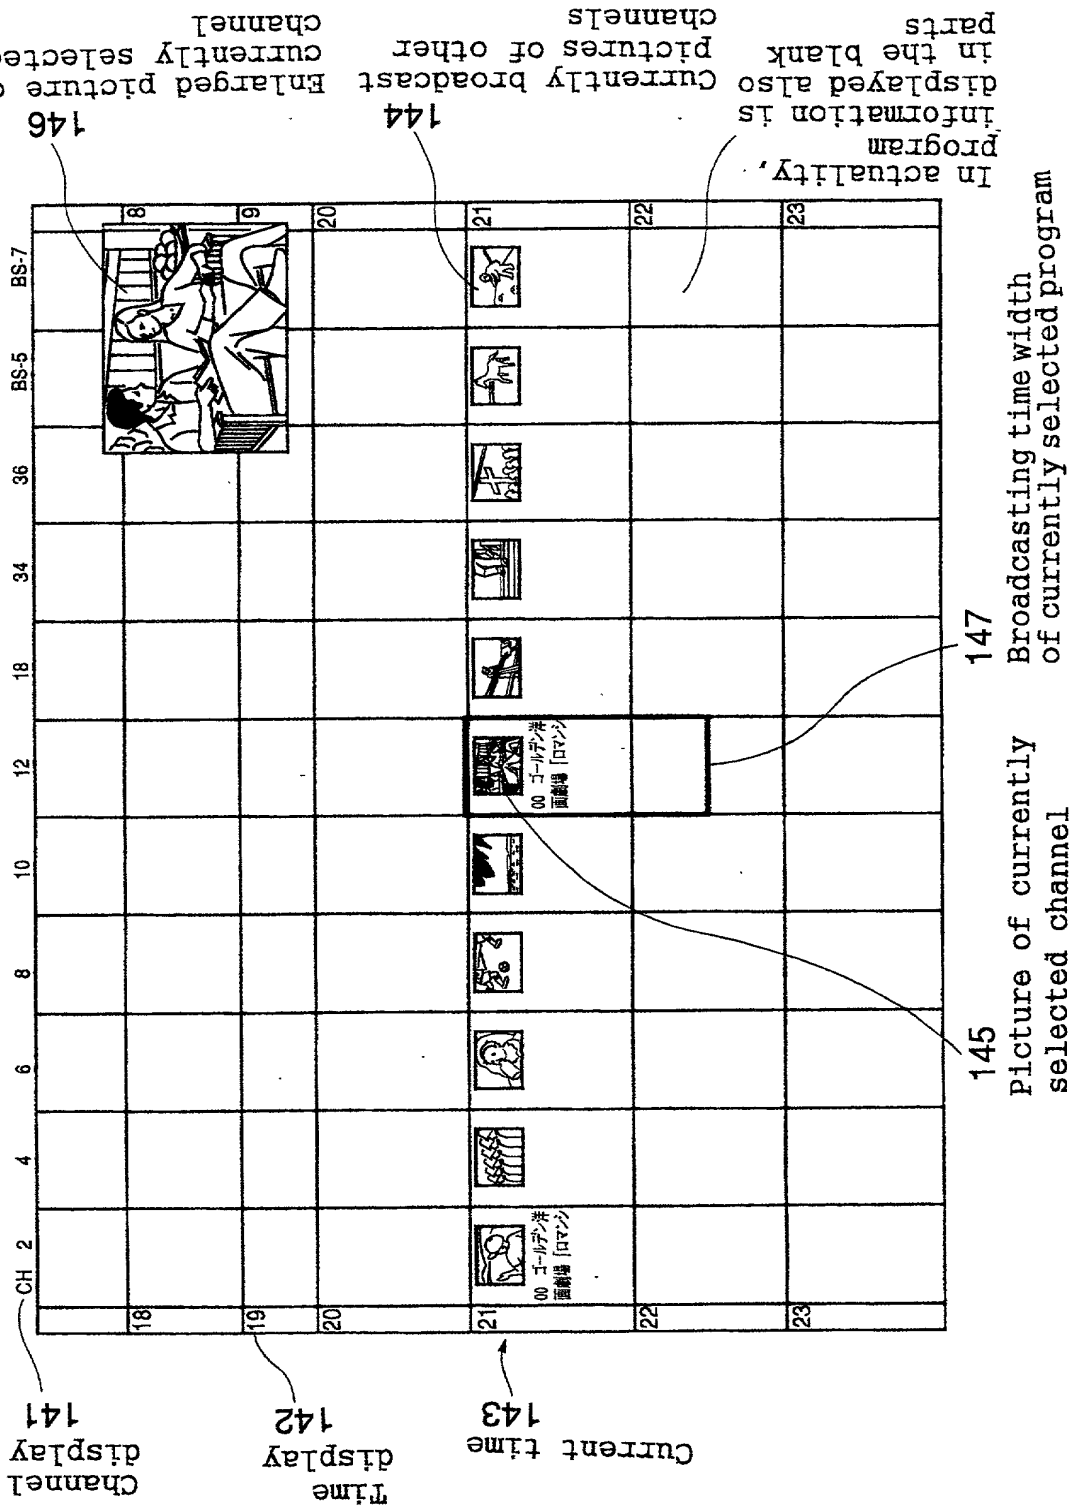 CH 2 4 6 8 10 12 18 34 36 BS-5 BS-7
18 18
19 19
20 20
21 21
22 22
23 23
00 ゴールデン洋
画劇場「ロマンシ
00 ゴールデン洋
画劇場「ロマンシ
141
Channel
display
142
Time
display
143
Current time
146
Enlarged picture
currently selected
channel
144
Currently broadcast
pictures of other
channels
In actuality,
program
information is
displayed also
in the blank
parts
145
Picture of currently
selected channel
147
Broadcasting time width
of currently selected program